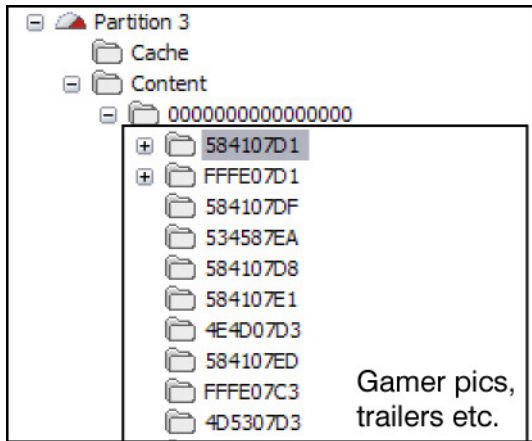 Partition 3
Cache
Content
0000000000000000
584107D1
FFFE07D1
584107DF
534587EA
584107D8
584107E1
4E4D07D3
584107ED
FFFE07C3
4D5307D3
Gamer pics,
trailers etc.